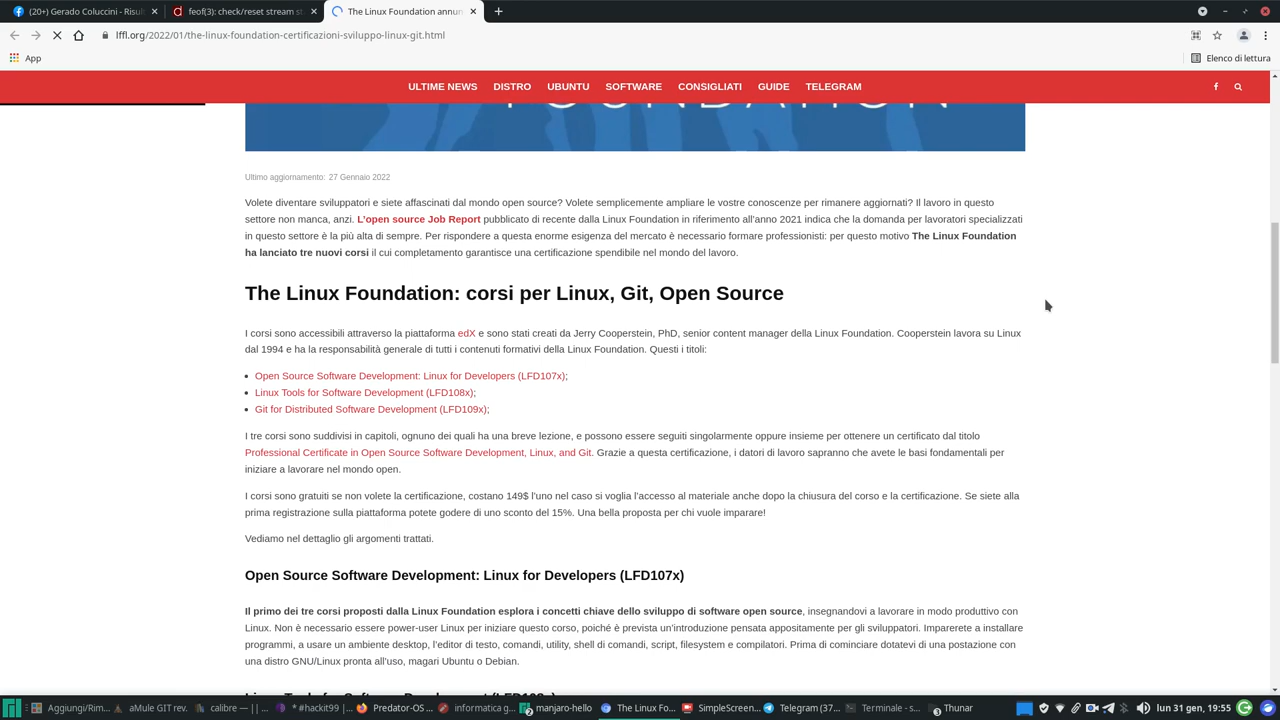 (20+) Gerado Coluccini - Risul
feof(3): check/reset stream st
The Linux Foundation annun
lffl.org/2022/01/the-linux-foundation-certificazioni-sviluppo-linux-git.html
App
Elenco di lettura
ULTIME NEWS DISTRO UBUNTU SOFTWARE CONSIGLIATI GUIDE TELEGRAM
FOUNDATION
Ultimo aggiornamento: 27 Gennaio 2022
Volete diventare sviluppatori e siete affascinati dal mondo open source? Volete semplicemente ampliare le vostre conoscenze per rimanere aggiornati? Il lavoro in questo
settore non manca, anzi. L'open source Job Report pubblicato di recente dalla Linux Foundation in riferimento all'anno 2021 indica che la domanda per lavoratori specializzati
in questo settore è la più alta di sempre. Per rispondere a questa enorme esigenza del mercato è necessario formare professionisti: per questo motivo The Linux Foundation
ha lanciato tre nuovi corsi il cui completamento garantisce una certificazione spendibile nel mondo del lavoro.
The Linux Foundation: corsi per Linux, Git, Open Source
I corsi sono accessibili attraverso la piattaforma edX e sono stati creati da Jerry Cooperstein, PhD, senior content manager della Linux Foundation. Cooperstein lavora su Linux
dal 1994 e ha la responsabilità generale di tutti i contenuti formativi della Linux Foundation. Questi i titoli:
Open Source Software Development: Linux for Developers (LFD107x);
Linux Tools for Software Development (LFD108x);
Git for Distributed Software Development (LFD109x);
I tre corsi sono suddivisi in capitoli, ognuno dei quali ha una breve lezione, e possono essere seguiti singolarmente oppure insieme per ottenere un certificato dal titolo
Professional Certificate in Open Source Software Development, Linux, and Git. Grazie a questa certificazione, i datori di lavoro sapranno che avete le basi fondamentali per
iniziare a lavorare nel mondo open.
I corsi sono gratuiti se non volete la certificazione, costano 149$ l'uno nel caso si voglia l'accesso al materiale anche dopo la chiusura del corso e la certificazione. Se siete alla
prima registrazione sulla piattaforma potete godere di uno sconto del 15%. Una bella proposta per chi vuole imparare!
Vediamo nel dettaglio gli argomenti trattati.
Open Source Software Development: Linux for Developers (LFD107x)
Il primo dei tre corsi proposti dalla Linux Foundation esplora i concetti chiave dello sviluppo di software open source, insegnandovi a lavorare in modo produttivo con
Linux. Non è necessario essere power-user Linux per iniziare questo corso, poiché è prevista un'introduzione pensata appositamente per gli sviluppatori. Imparerete a installare
programmi, a usare un ambiente desktop, l'editor di testo, comandi, utility, shell di comandi, script, filesystem e compilatori. Prima di cominciare dotatevi di una postazione con
una distro GNU/Linux pronta all'uso, magari Ubuntu o Debian.
Linux Tools for Software Development (LFD108x)
Aggiungi/Rim... aMule GIT rev. calibre — || ... * #hackit99 | ... Predator-OS ... informatica g... 2 manjaro-hello The Linux Fo... SimpleScreen... Telegram (37... Terminale - s... 3 Thunar lun 31 gen, 19:55